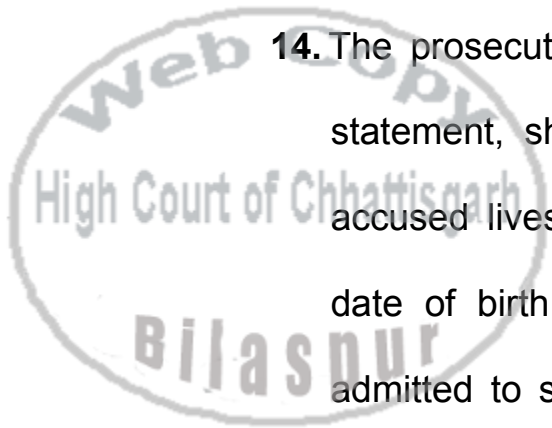 14. The prosecut
statement, sh
accused lives
date of birth
admitted to s
Web Copy
High Court of Chhattisgarh
Bilaspur